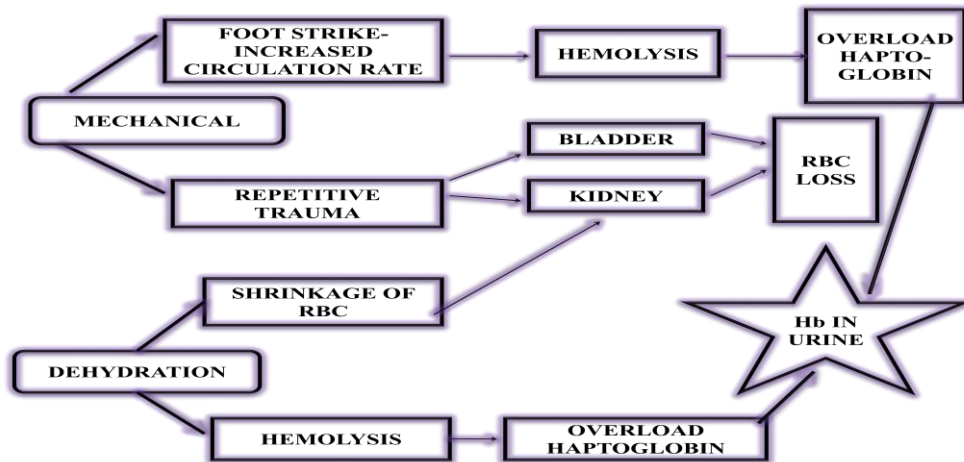 FOOT STRIKE-
INCREASED
CIRCULATION RATE
HEMOLYSIS
OVERLOAD
HAPTO-
GLOBIN
MECHANICAL
BLADDER
RBC
LOSS
REPETITIVE
TRAUMA
KIDNEY
SHRINKAGE OF
RBC
Hb IN
URINE
DEHYDRATION
HEMOLYSIS
OVERLOAD
HAPTOGLOBIN